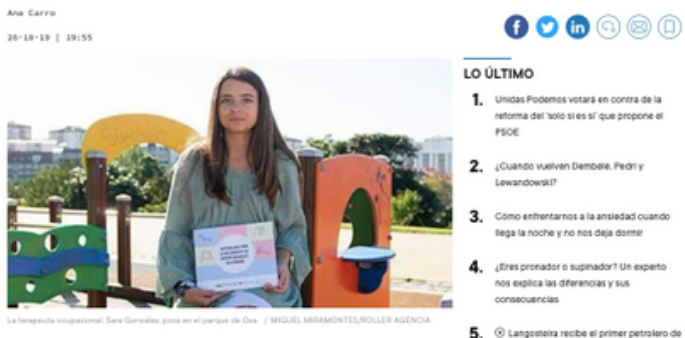 Ana Carro
26-10-19 | 19:55
La terapeuta ocupacional, Sara González, posa en el parque de Oza. / MIGUEL MIRAMONTES/ROLLER AGENCIA
LO ÚLTIMO
1. Unidas Podemos votará en contra de la
reforma del 'solo sí es sí' que propone el
PSOE
2. ¿Cuándo vuelven Dembélé, Pedri y
Lewandowski?
3. Cómo enfrentarnos a la ansiedad cuando
llega la noche y no nos deja dormir
4. ¿Eres pronador o supinador? Un experto
nos explica las diferencias y sus
consecuencias
5. Langosteira recibe el primer petrolero de